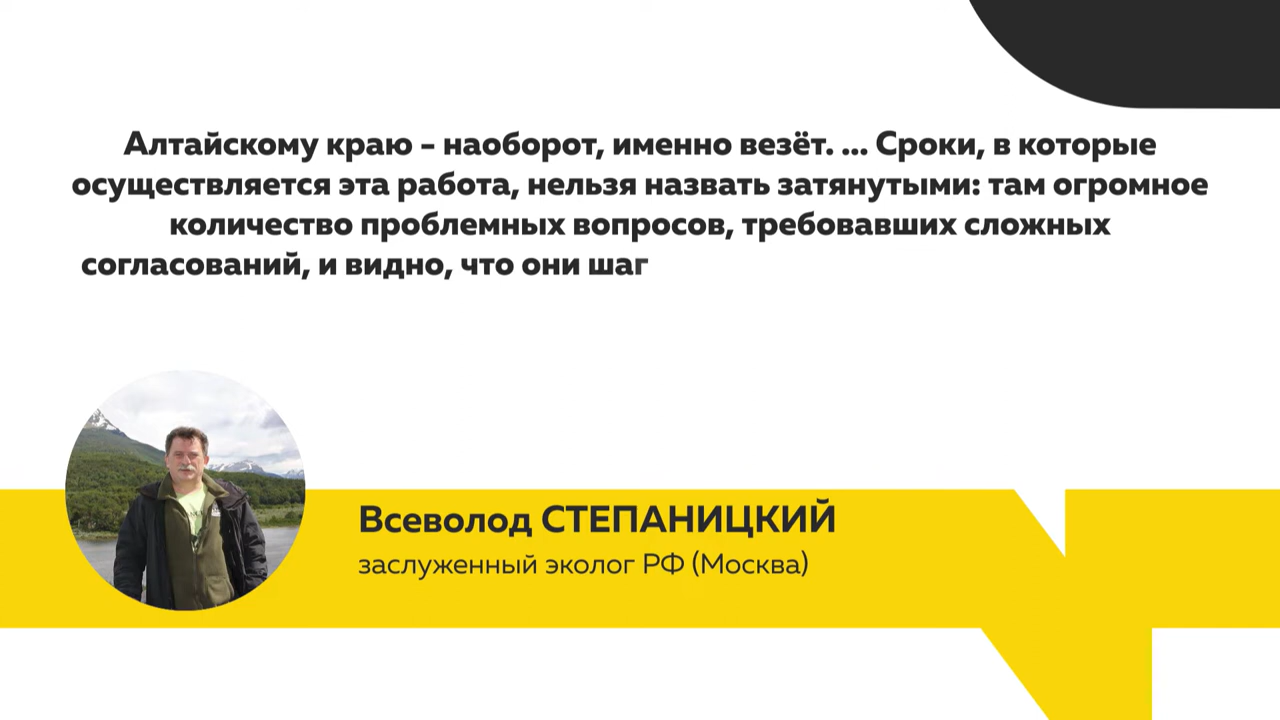 Алтайскому краю – наоборот, именно везёт. ... Сроки, в которые
осуществляется эта работа, нельзя назвать затянутыми: там огромное
количество проблемных вопросов, требовавших сложных
согласований, и видно, что они шаг
Всеволод СТЕПАНИЦКИЙ
заслуженный эколог РФ (Москва)